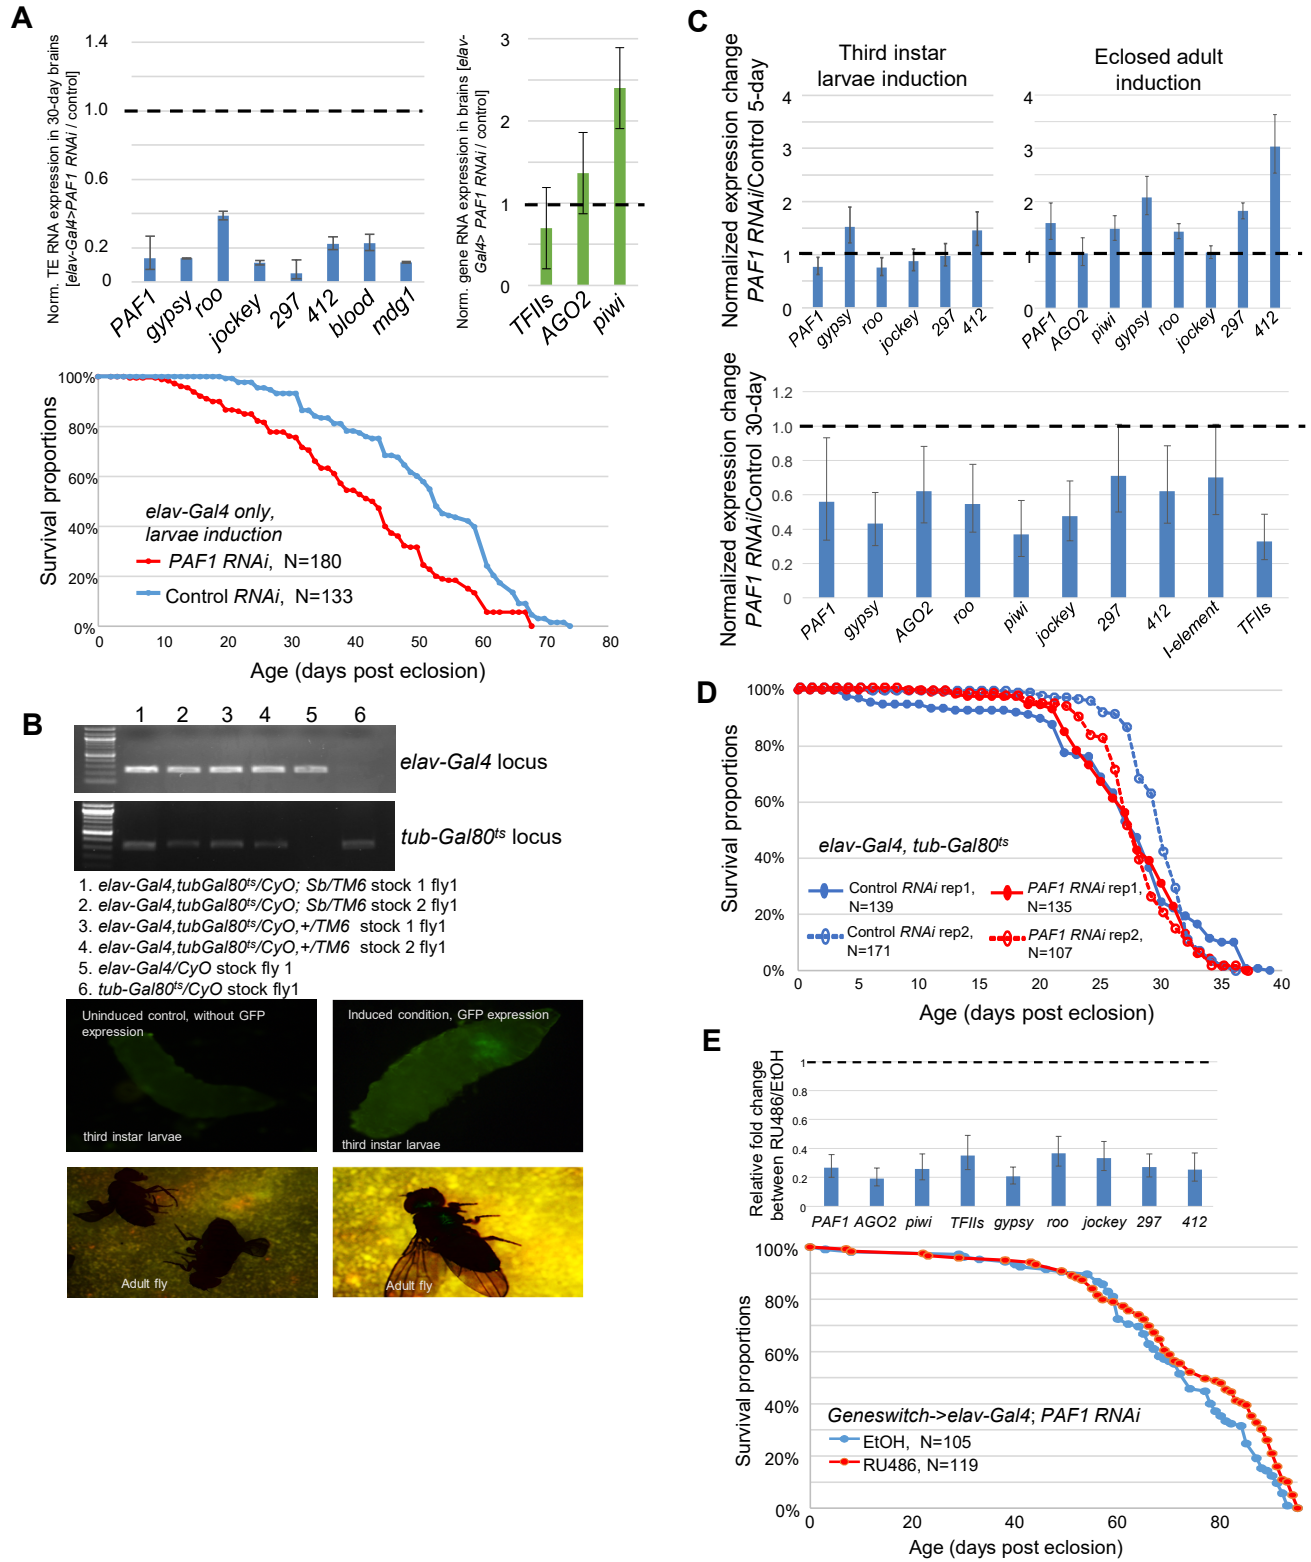 A
Norm. TE RNA expression in 30-day brains
[elav-Gal4>PAF1 RNAi / control]
1.4
1.0
0.6
0.2
0
PAF1
gypsy
roo
jockey
297
412
blood
mdg1
Norm. gene RNA expression in brains [elav-
Gal4> PAF1 RNAi / control]
3
2
1
0
TFIIs
AGO2
piwi
Survival proportions
100%
80%
60%
40%
20%
0%
elav-Gal4 only,
larvae induction
PAF1 RNAi, N=180
Control RNAi, N=133
0 10 20 30 40 50 60 70 80
Age (days post eclosion)
B
1 2 3 4 5 6
elav-Gal4 locus
tub-Gal80ts locus
1. elav-Gal4,tubGal80ts/CyO; Sb/TM6 stock 1 fly1
2. elav-Gal4,tubGal80ts/CyO; Sb/TM6 stock 2 fly1
3. elav-Gal4,tubGal80ts/CyO,+/TM6 stock 1 fly1
4. elav-Gal4,tubGal80ts/CyO,+/TM6 stock 2 fly1
5. elav-Gal4/CyO stock fly 1
6. tub-Gal80ts/CyO stock fly1
Uninduced control, without GFP
expression
third instar larvae
Induced condition, GFP expression
third instar larvae
Adult fly
Adult fly
C
Normalized expression change
PAF1 RNAi/Control 5-day
Third instar
larvae induction
4
3
2
1
0
PAF1
gypsy
roo
jockey
297
412
Eclosed adult
induction
4
3
2
1
0
PAF1
AGO2
piwi
gypsy
roo
jockey
297
412
Normalized expression change
PAF1 RNAi/Control 30-day
1.2
1.0
0.8
0.6
0.4
0.2
0
PAF1
gypsy
AGO2
roo
piwi
jockey
297
412
I-element
TFIIs
D
Survival proportions
100%
80%
60%
40%
20%
0%
elav-Gal4, tub-Gal80ts
Control RNAi rep1,
N=139
PAF1 RNAi rep1,
N=135
Control RNAi rep2,
N=171
PAF1 RNAi rep2,
N=107
0 5 10 15 20 25 30 35 40
Age (days post eclosion)
E
Relative fold change
between RU486/EtOH
1
0.8
0.6
0.4
0.2
0
PAF1 AGO2 piwi TFIIs gypsy roo jockey 297 412
Survival proportions
100%
80%
60%
40%
20%
0%
Geneswitch->elav-Gal4; PAF1 RNAi
EtOH, N=105
RU486, N=119
0 20 40 60 80
Age (days post eclosion)